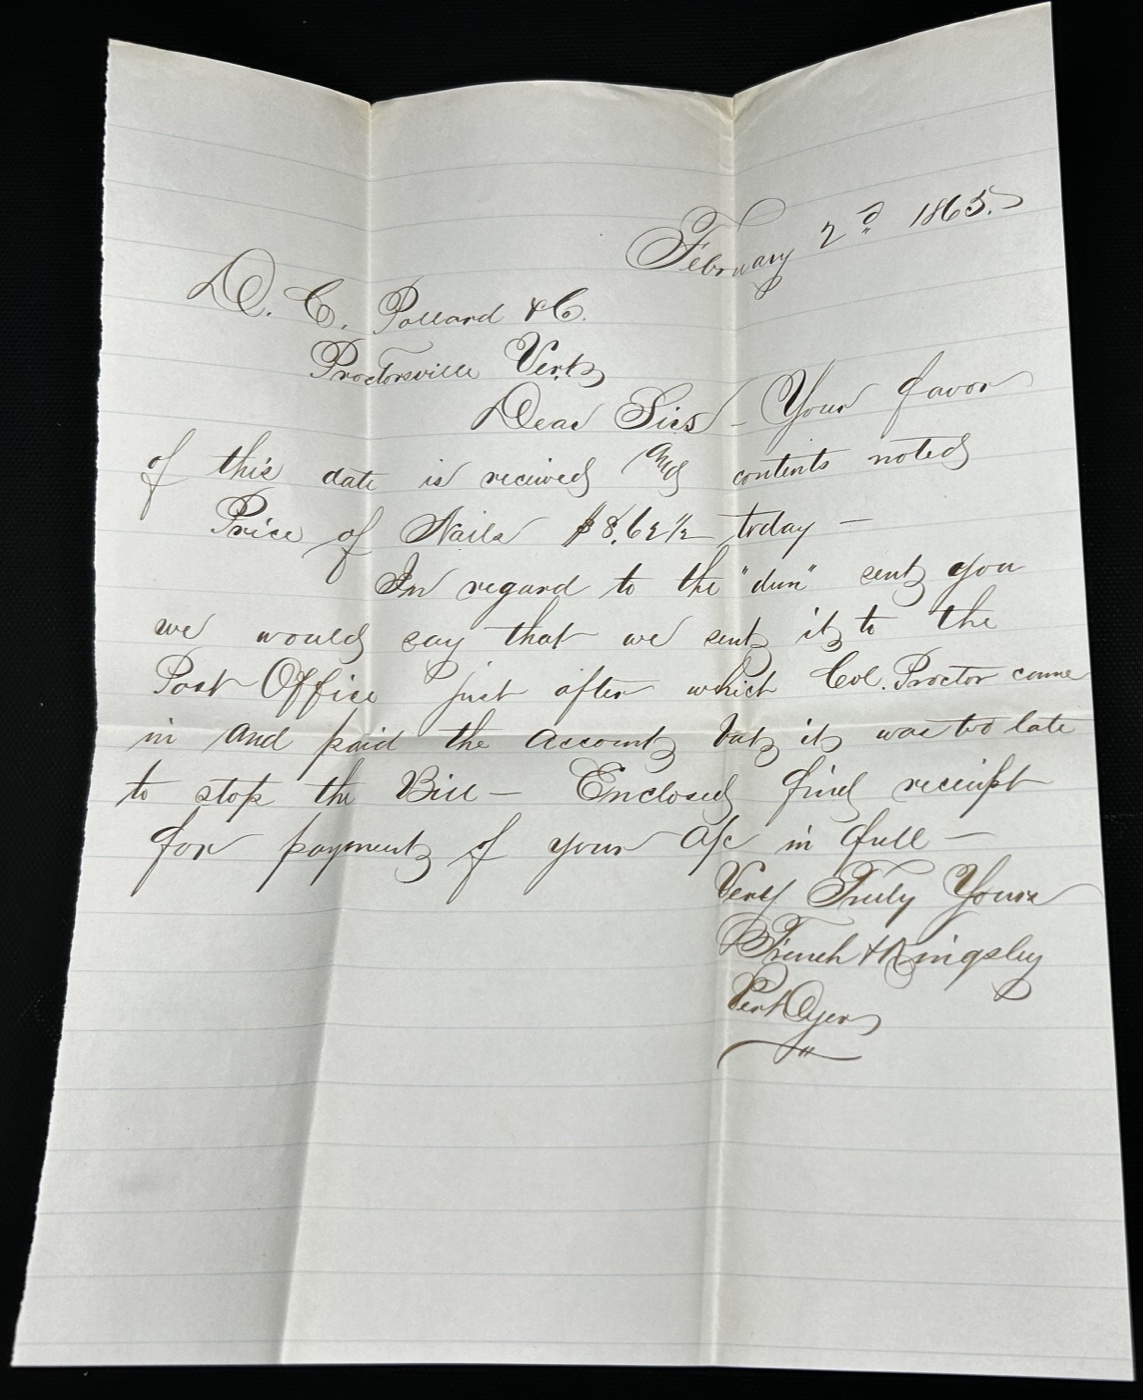 February 2d 1865.
D. C. Pollard & C.
Proctorsville Vert
Dear Sirs - Your favor
of this date is recieved and contents noted
Price of Nails $8.62 1/2 today —
In regard to the "dun" sent you
we would say that we sent it to the
Post Office just after which Col. Proctor came
in and paid the account but it was too late
to stop the Bill — Enclosed find receipt
for payment of your a/c in full —
Very Truly Yours
French & Kingsley
Per